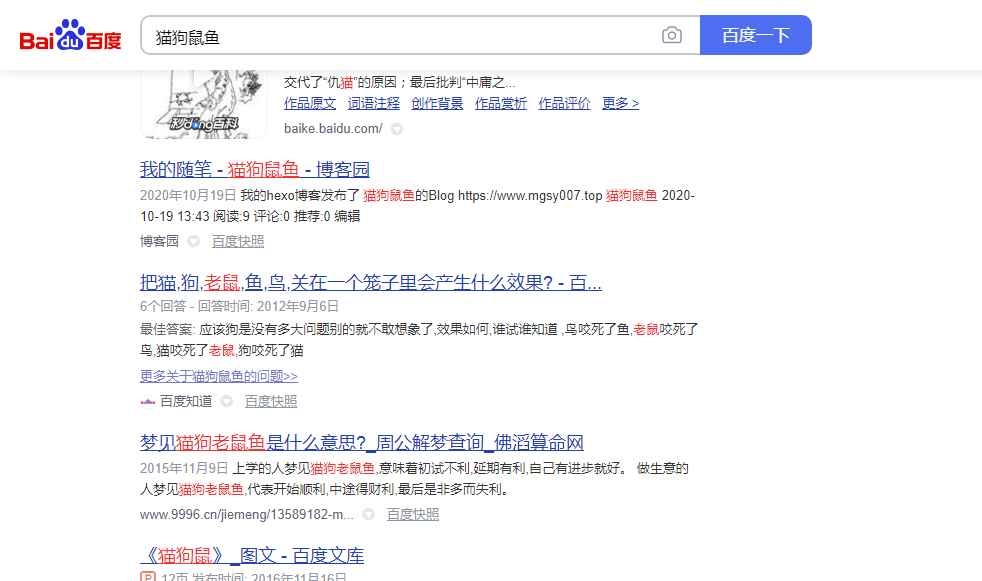 Bai du 百度
猫狗鼠鱼
百度一下
交代了“仇猫”的原因；最后批判“中庸之...
秒dǒng百科
作品原文 词语注释 创作背景 作品赏析 作品评价 更多 >
baike.baidu.com/
我的随笔 - 猫狗鼠鱼 - 博客园
2020年10月19日 我的hexo博客发布了 猫狗鼠鱼的Blog https://www.mgsy007.top 猫狗鼠鱼 2020-
10-19 13:43 阅读:9 评论:0 推荐:0 编辑
博客园 百度快照
把猫,狗,老鼠,鱼,鸟,关在一个笼子里会产生什么效果? - 百...
6个回答 - 回答时间: 2012年9月6日
最佳答案: 应该狗是没有多大问题别的就不敢想象了,效果如何,谁试谁知道 ,鸟咬死了鱼,老鼠咬死了
鸟,猫咬死了老鼠,狗咬死了猫
更多关于猫狗鼠鱼的问题>>
百度知道 百度快照
梦见猫狗老鼠鱼是什么意思?_周公解梦查询_佛滔算命网
2015年11月9日 上学的人梦见猫狗老鼠鱼,意味着初试不利,延期有利,自己有进步就好。 做生意的
人梦见猫狗老鼠鱼,代表开始顺利,中途得财利,最后是非多而失利。
www.9996.cn/jiemeng/13589182-m... 百度快照
《猫狗鼠》_图文 - 百度文库
P 12页 发布时间: 2016年11月16日